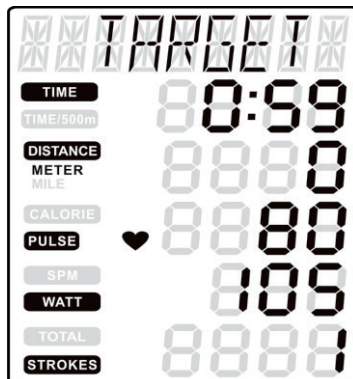 TARGET
TIME 0:59
TIME/500m
DISTANCE 0
METER
MILE
CALORIE
PULSE 80
SPM
WATT 105
TOTAL
STROKES 1